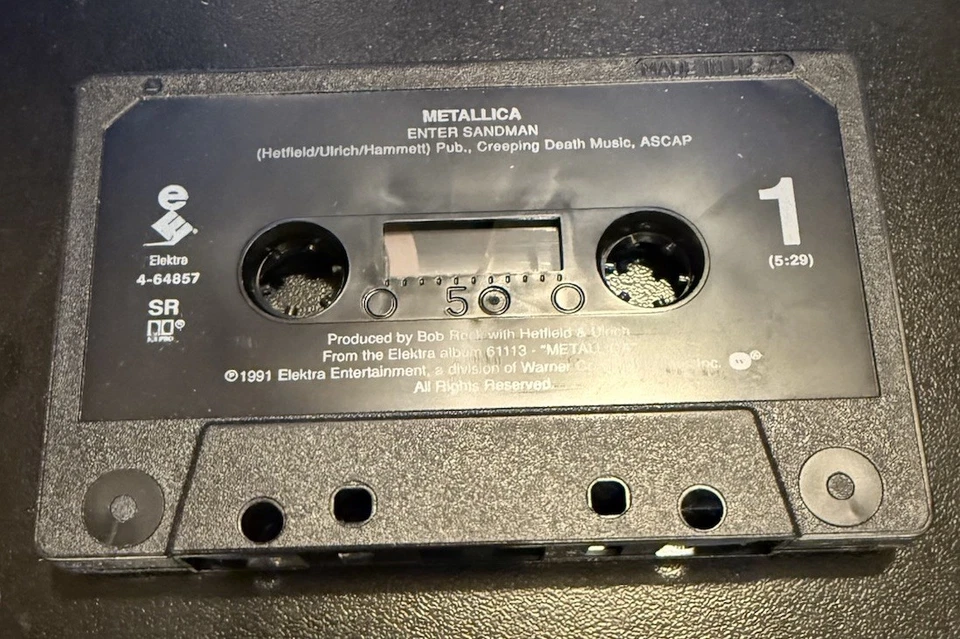 MADE IN U.S.A.
METALLICA
ENTER SANDMAN
(Hetfield/Ulrich/Hammett) Pub., Creeping Death Music, ASCAP
1
(5:29)
e
Elektra
4-64857
SR
50
Produced by Bob Rock with Hetfield & Ulrich
From the Elektra album 61113 - "METALLICA"
℗1991 Elektra Entertainment, a division of Warner Inc.
All Rights Reserved.